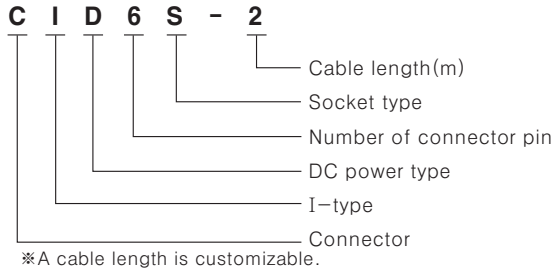 C I D 6 S - 2
Cable length(m)
Socket type
Number of connector pin
DC power type
I-type
Connector
※A cable length is customizable.